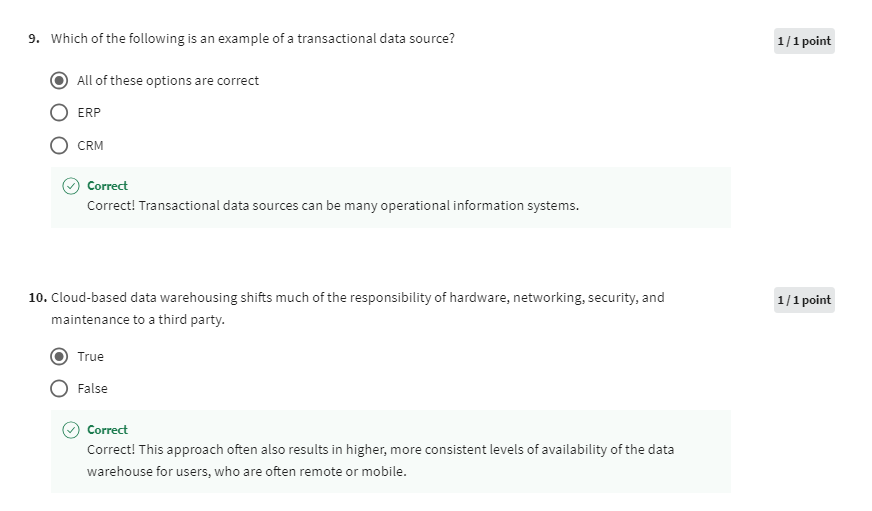 9. Which of the following is an example of a transactional data source?
1 / 1 point
All of these options are correct
ERP
CRM
Correct
Correct! Transactional data sources can be many operational information systems.
10. Cloud-based data warehousing shifts much of the responsibility of hardware, networking, security, and
maintenance to a third party.
1 / 1 point
True
False
Correct
Correct! This approach often also results in higher, more consistent levels of availability of the data
warehouse for users, who are often remote or mobile.